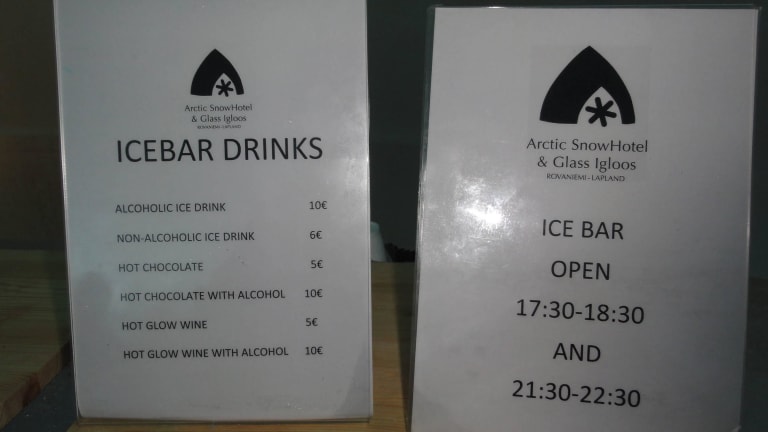 Arctic SnowHotel
& Glass Igloos
ROVANIEMI-LAPLAND
ICEBAR DRINKS
ALCOHOLIC ICE DRINK 10€
NON-ALCOHOLIC ICE DRINK 6€
HOT CHOCOLATE 5€
HOT CHOCOLATE WITH ALCOHOL 10€
HOT GLOW WINE 5€
HOT GLOW WINE WITH ALCOHOL 10€
Arctic SnowHotel
& Glass Igloos
ROVANIEMI-LAPLAND
ICE BAR
OPEN
17:30-18:30
AND
21:30-22:30